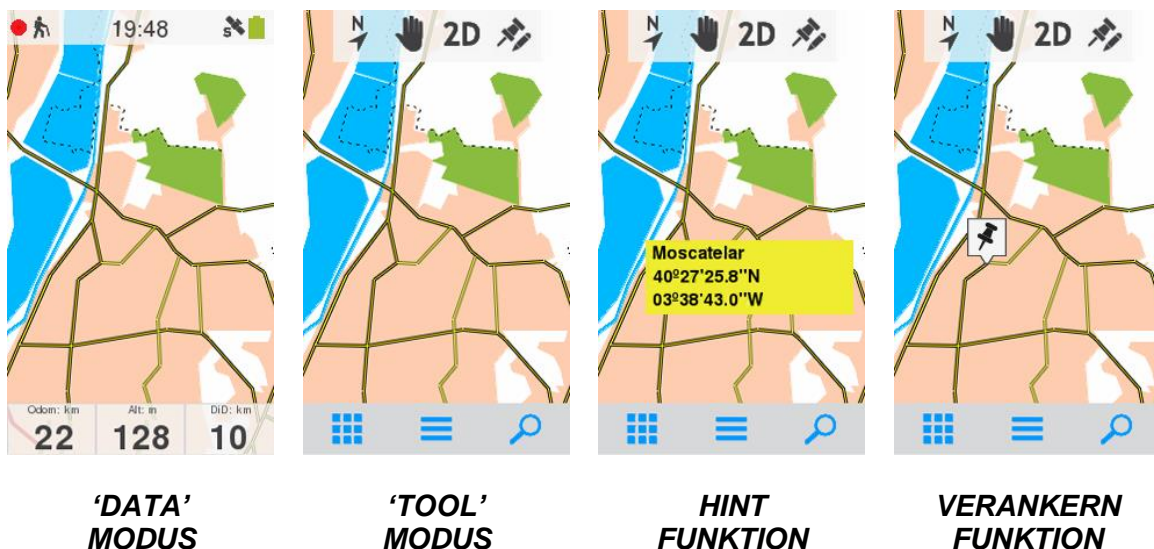 19:48
S
Odom: km
Alt: m
DiD: km
22
128
10
N
2D
N
2D
Moscatelar
40º27'25.8"N
03º38'43.0"W
N
2D
‘DATA’
MODUS
‘TOOL’
MODUS
HINT
FUNKTION
VERANKERN
FUNKTION